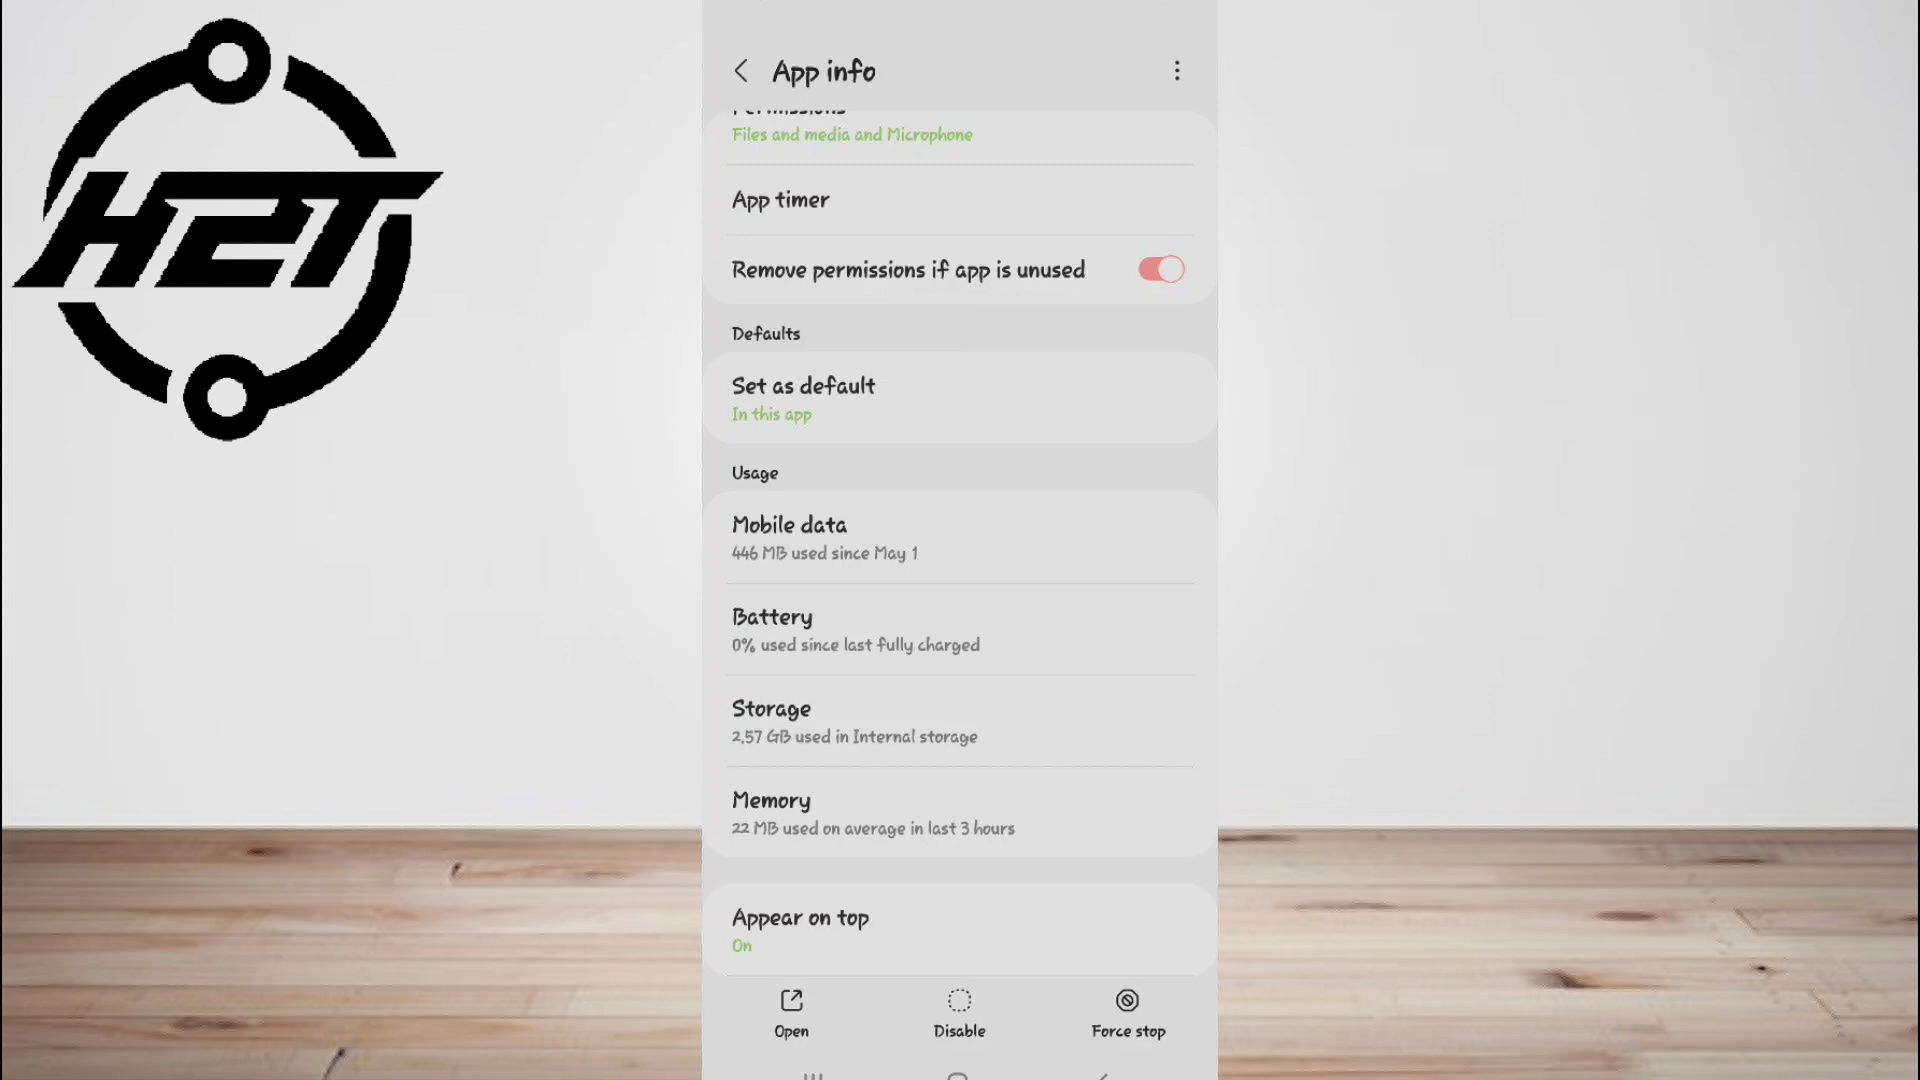 H2T
App info
Permissions
Files and media and Microphone
App timer
Remove permissions if app is unused
Defaults
Set as default
In this app
Usage
Mobile data
446 MB used since May 1
Battery
0% used since last fully charged
Storage
2,57 GB used in Internal storage
Memory
22 MB used on average in last 3 hours
Appear on top
On
Open
Disable
Force stop